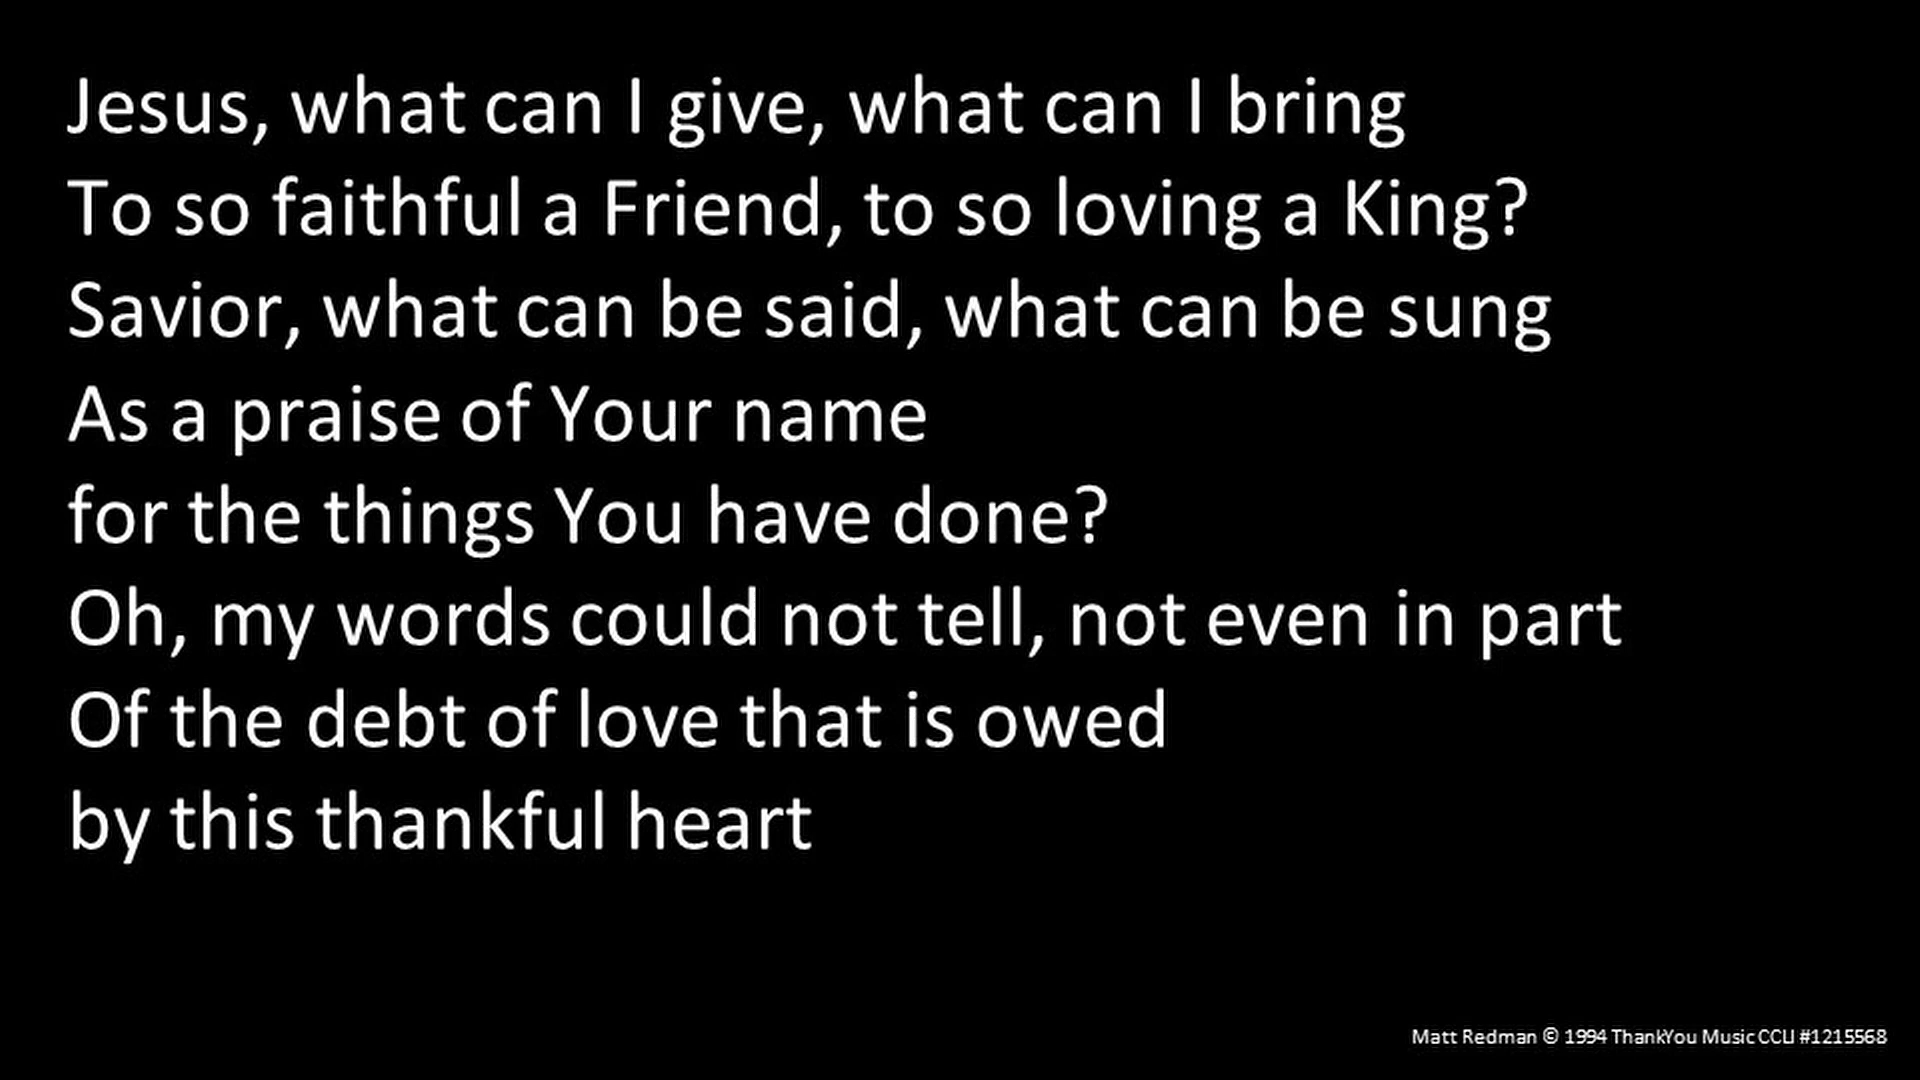 Jesus, what can I give, what can I bring
To so faithful a Friend, to so loving a King?
Savior, what can be said, what can be sung
As a praise of Your name
for the things You have done?
Oh, my words could not tell, not even in part
Of the debt of love that is owed
by this thankful heart
Matt Redman © 1994 ThankYou Music CCLI #1215568